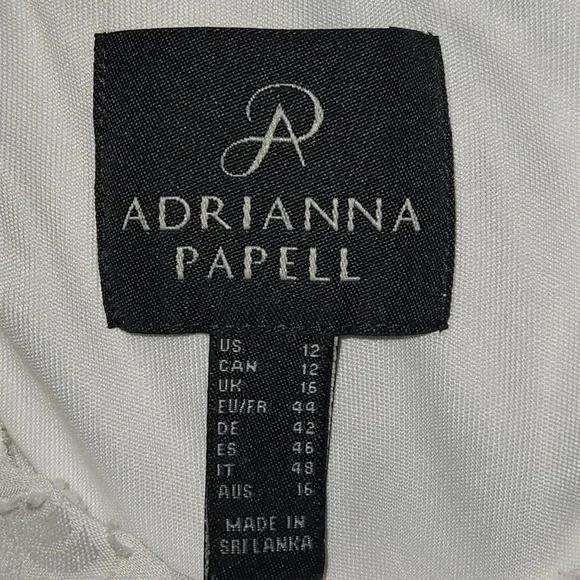 AP
ADRIANNA
PAPELL
US 12
CAN 12
UK 16
EU/FR 44
DE 42
ES 46
IT 48
AUS 16
MADE IN
SRI LANKA